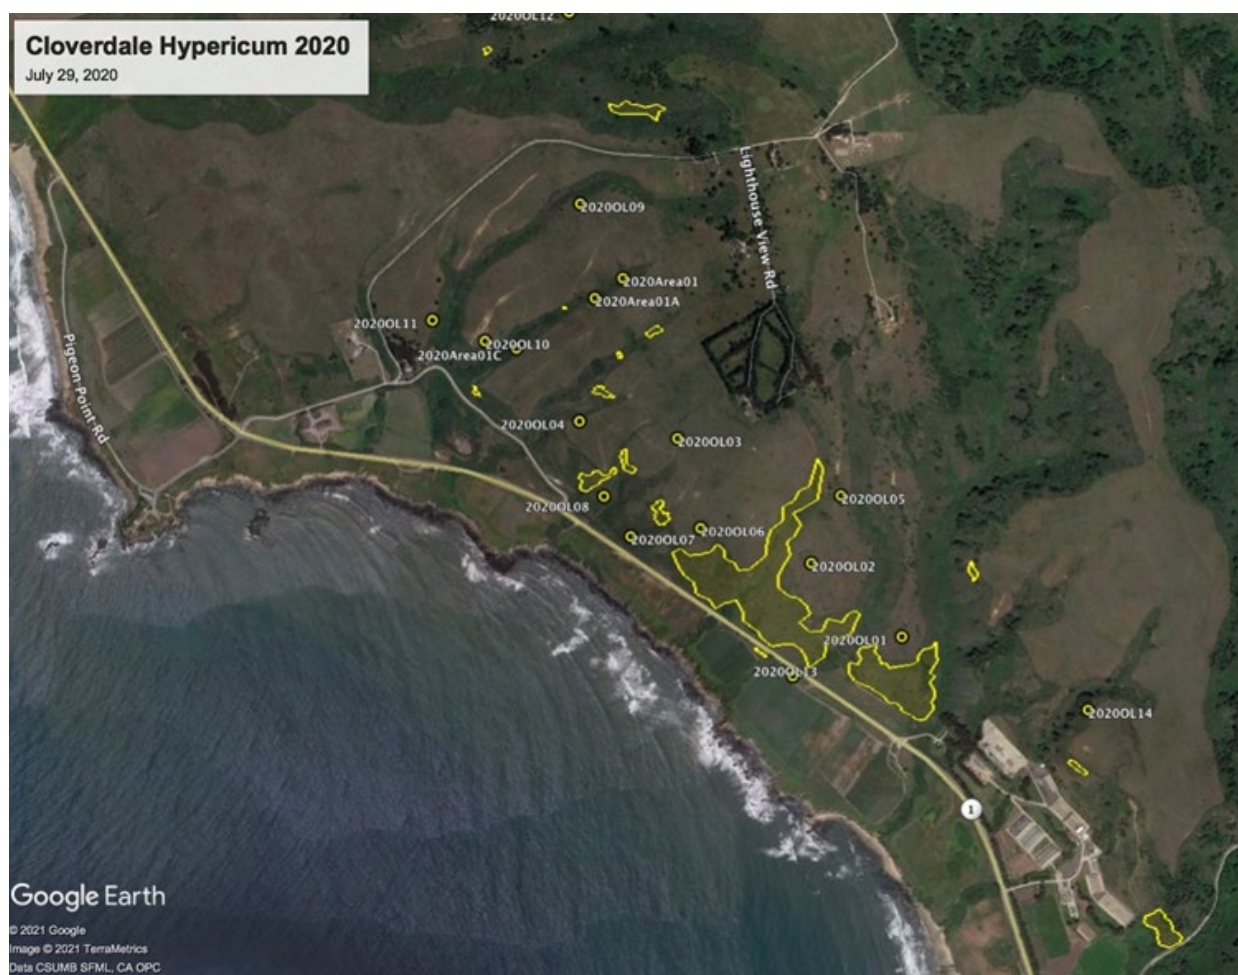 2020OL12
Cloverdale Hypericum 2020
July 29, 2020
Lighthouse View Rd
2020OL09
2020Area01
2020Area01A
2020OL11
2020OL10
2020Area01C
Pigeon Point Rd
2020OL04
2020OL03
2020OL05
2020OL08
2020OL06
2020OL07
2020OL02
2020OL01
2020OL13
2020OL14
1
Google Earth
© 2021 Google
Image © 2021 TerraMetrics
Data CSUMB SFML, CA OPC